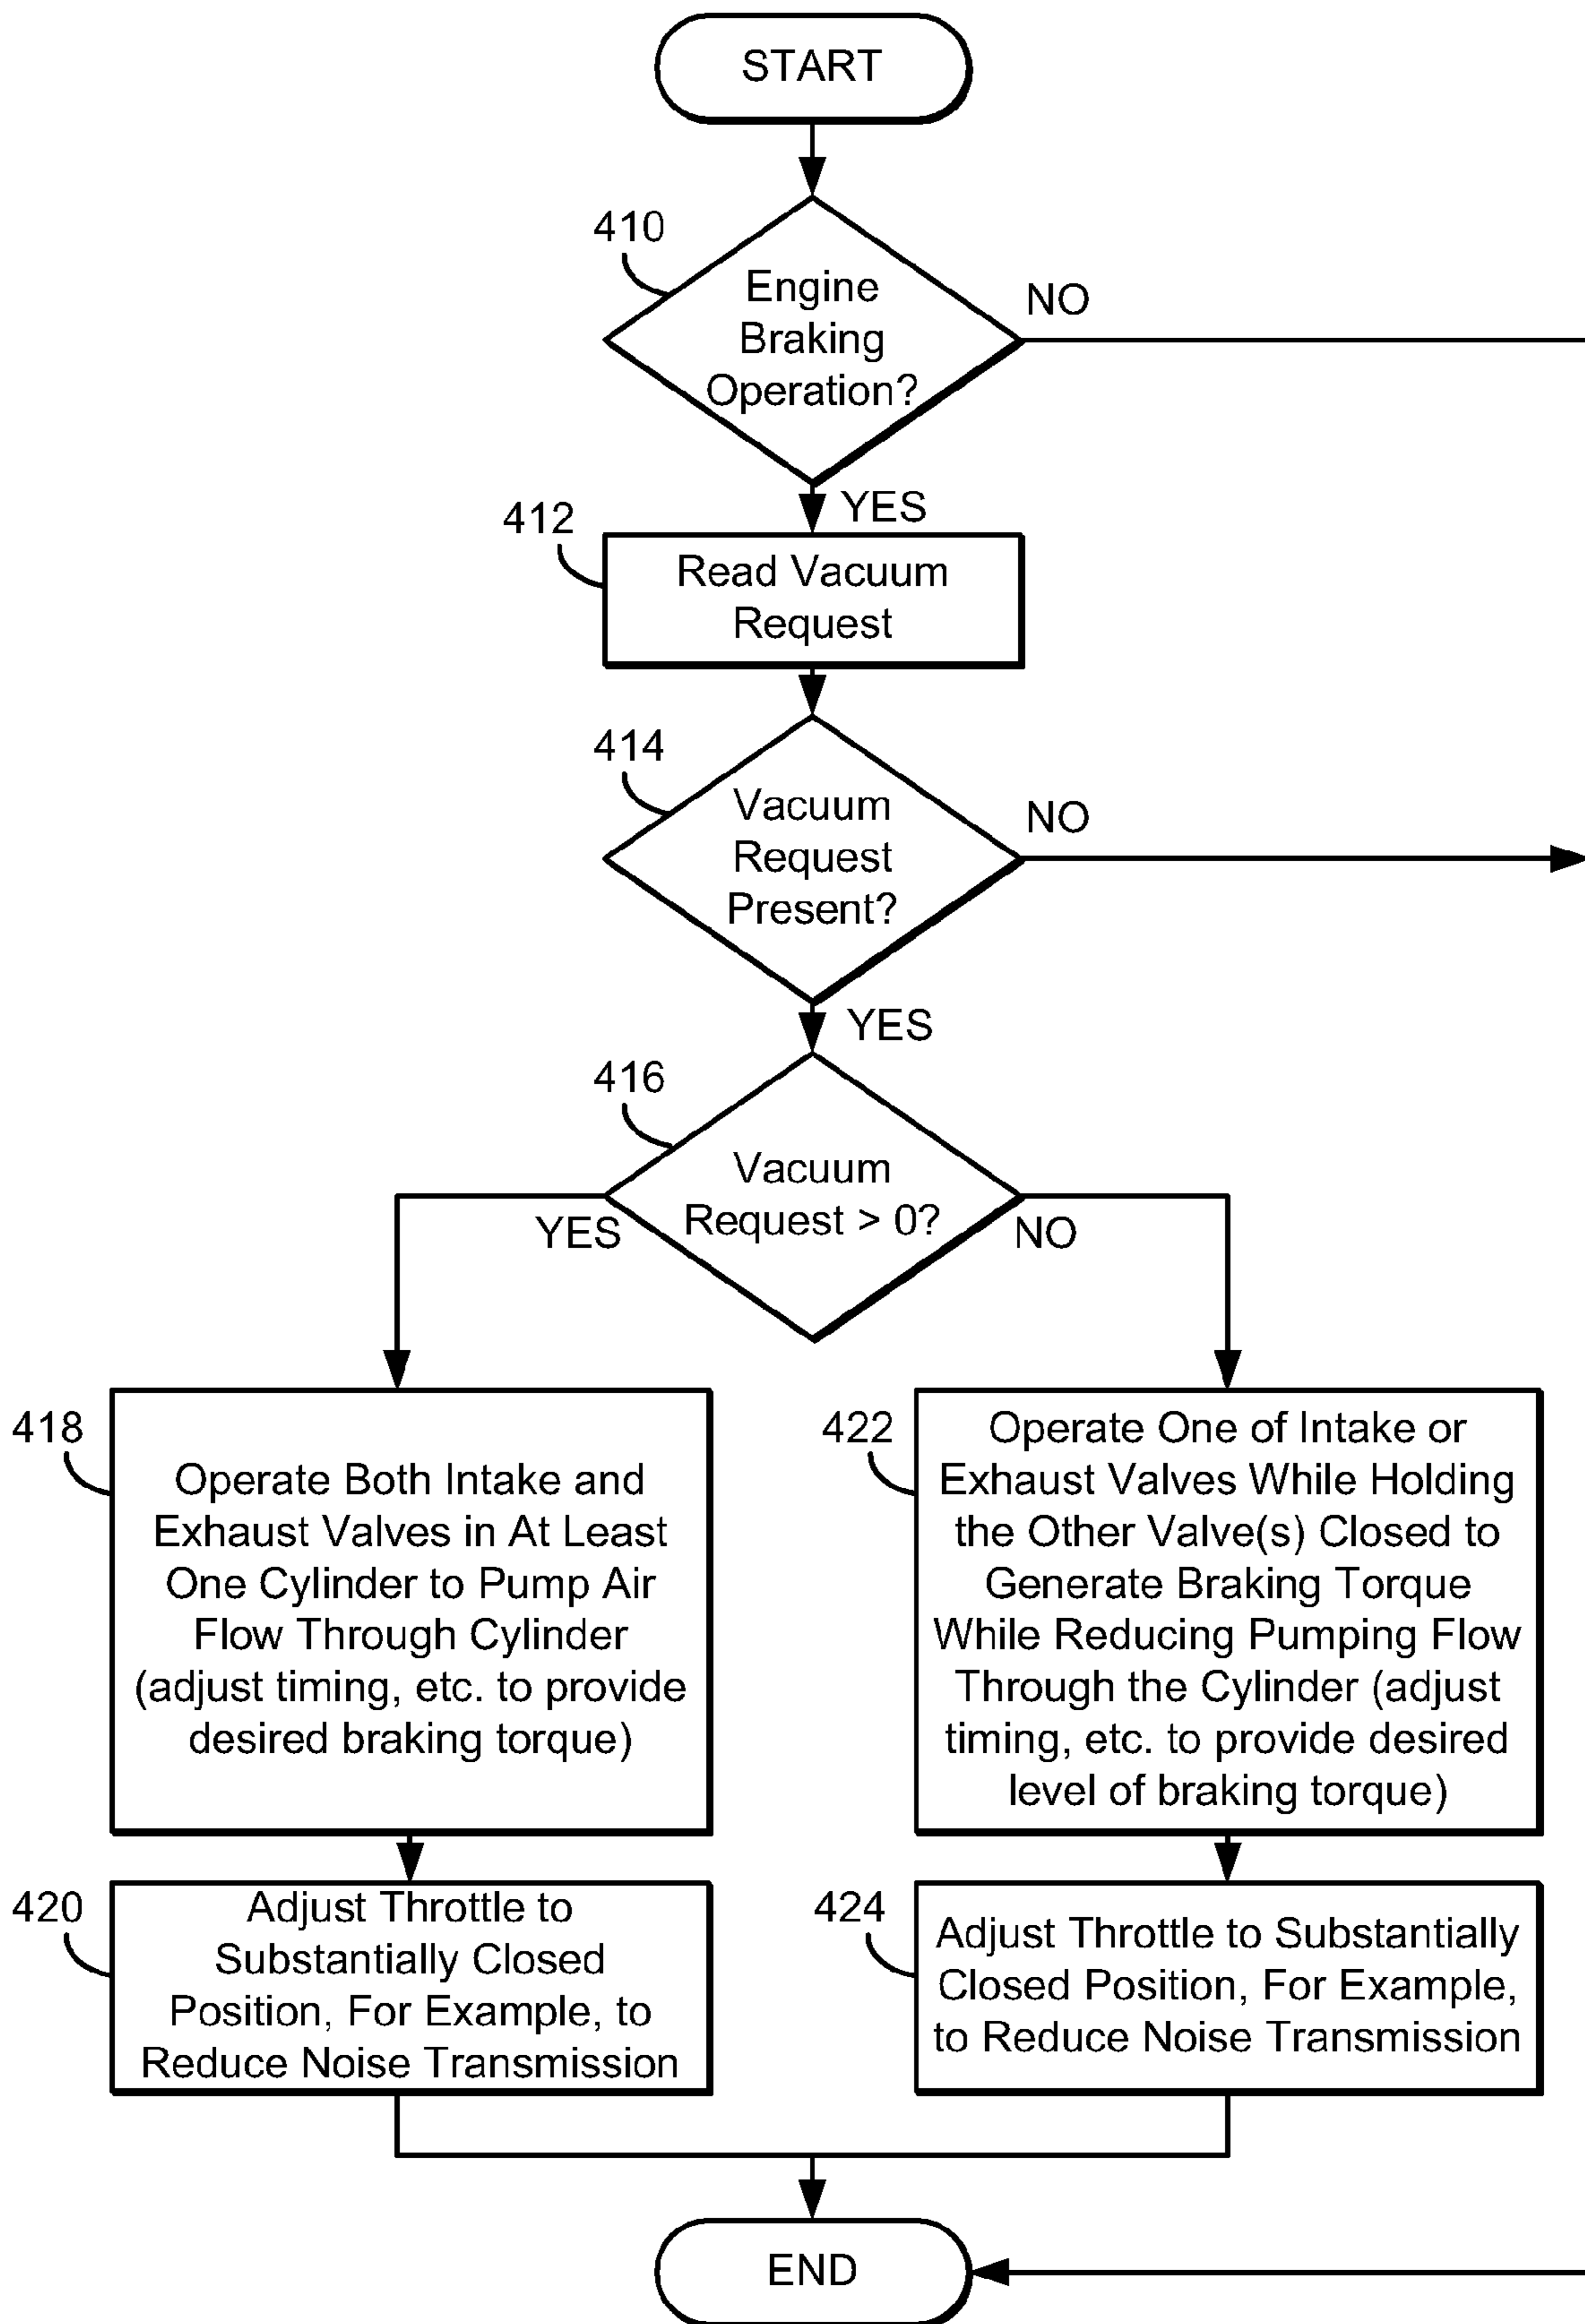 START
410
Engine
Braking
Operation?
NO
YES
412
Read Vacuum
Request
414
Vacuum
Request
Present?
NO
YES
416
Vacuum
Request > 0?
YES
NO
418
Operate Both Intake and
Exhaust Valves in At Least
One Cylinder to Pump Air
Flow Through Cylinder
(adjust timing, etc. to provide
desired braking torque)
422
Operate One of Intake or
Exhaust Valves While Holding
the Other Valve(s) Closed to
Generate Braking Torque
While Reducing Pumping Flow
Through the Cylinder (adjust
timing, etc. to provide desired
level of braking torque)
420
Adjust Throttle to
Substantially Closed
Position, For Example, to
Reduce Noise Transmission
424
Adjust Throttle to Substantially
Closed Position, For Example,
to Reduce Noise Transmission
END